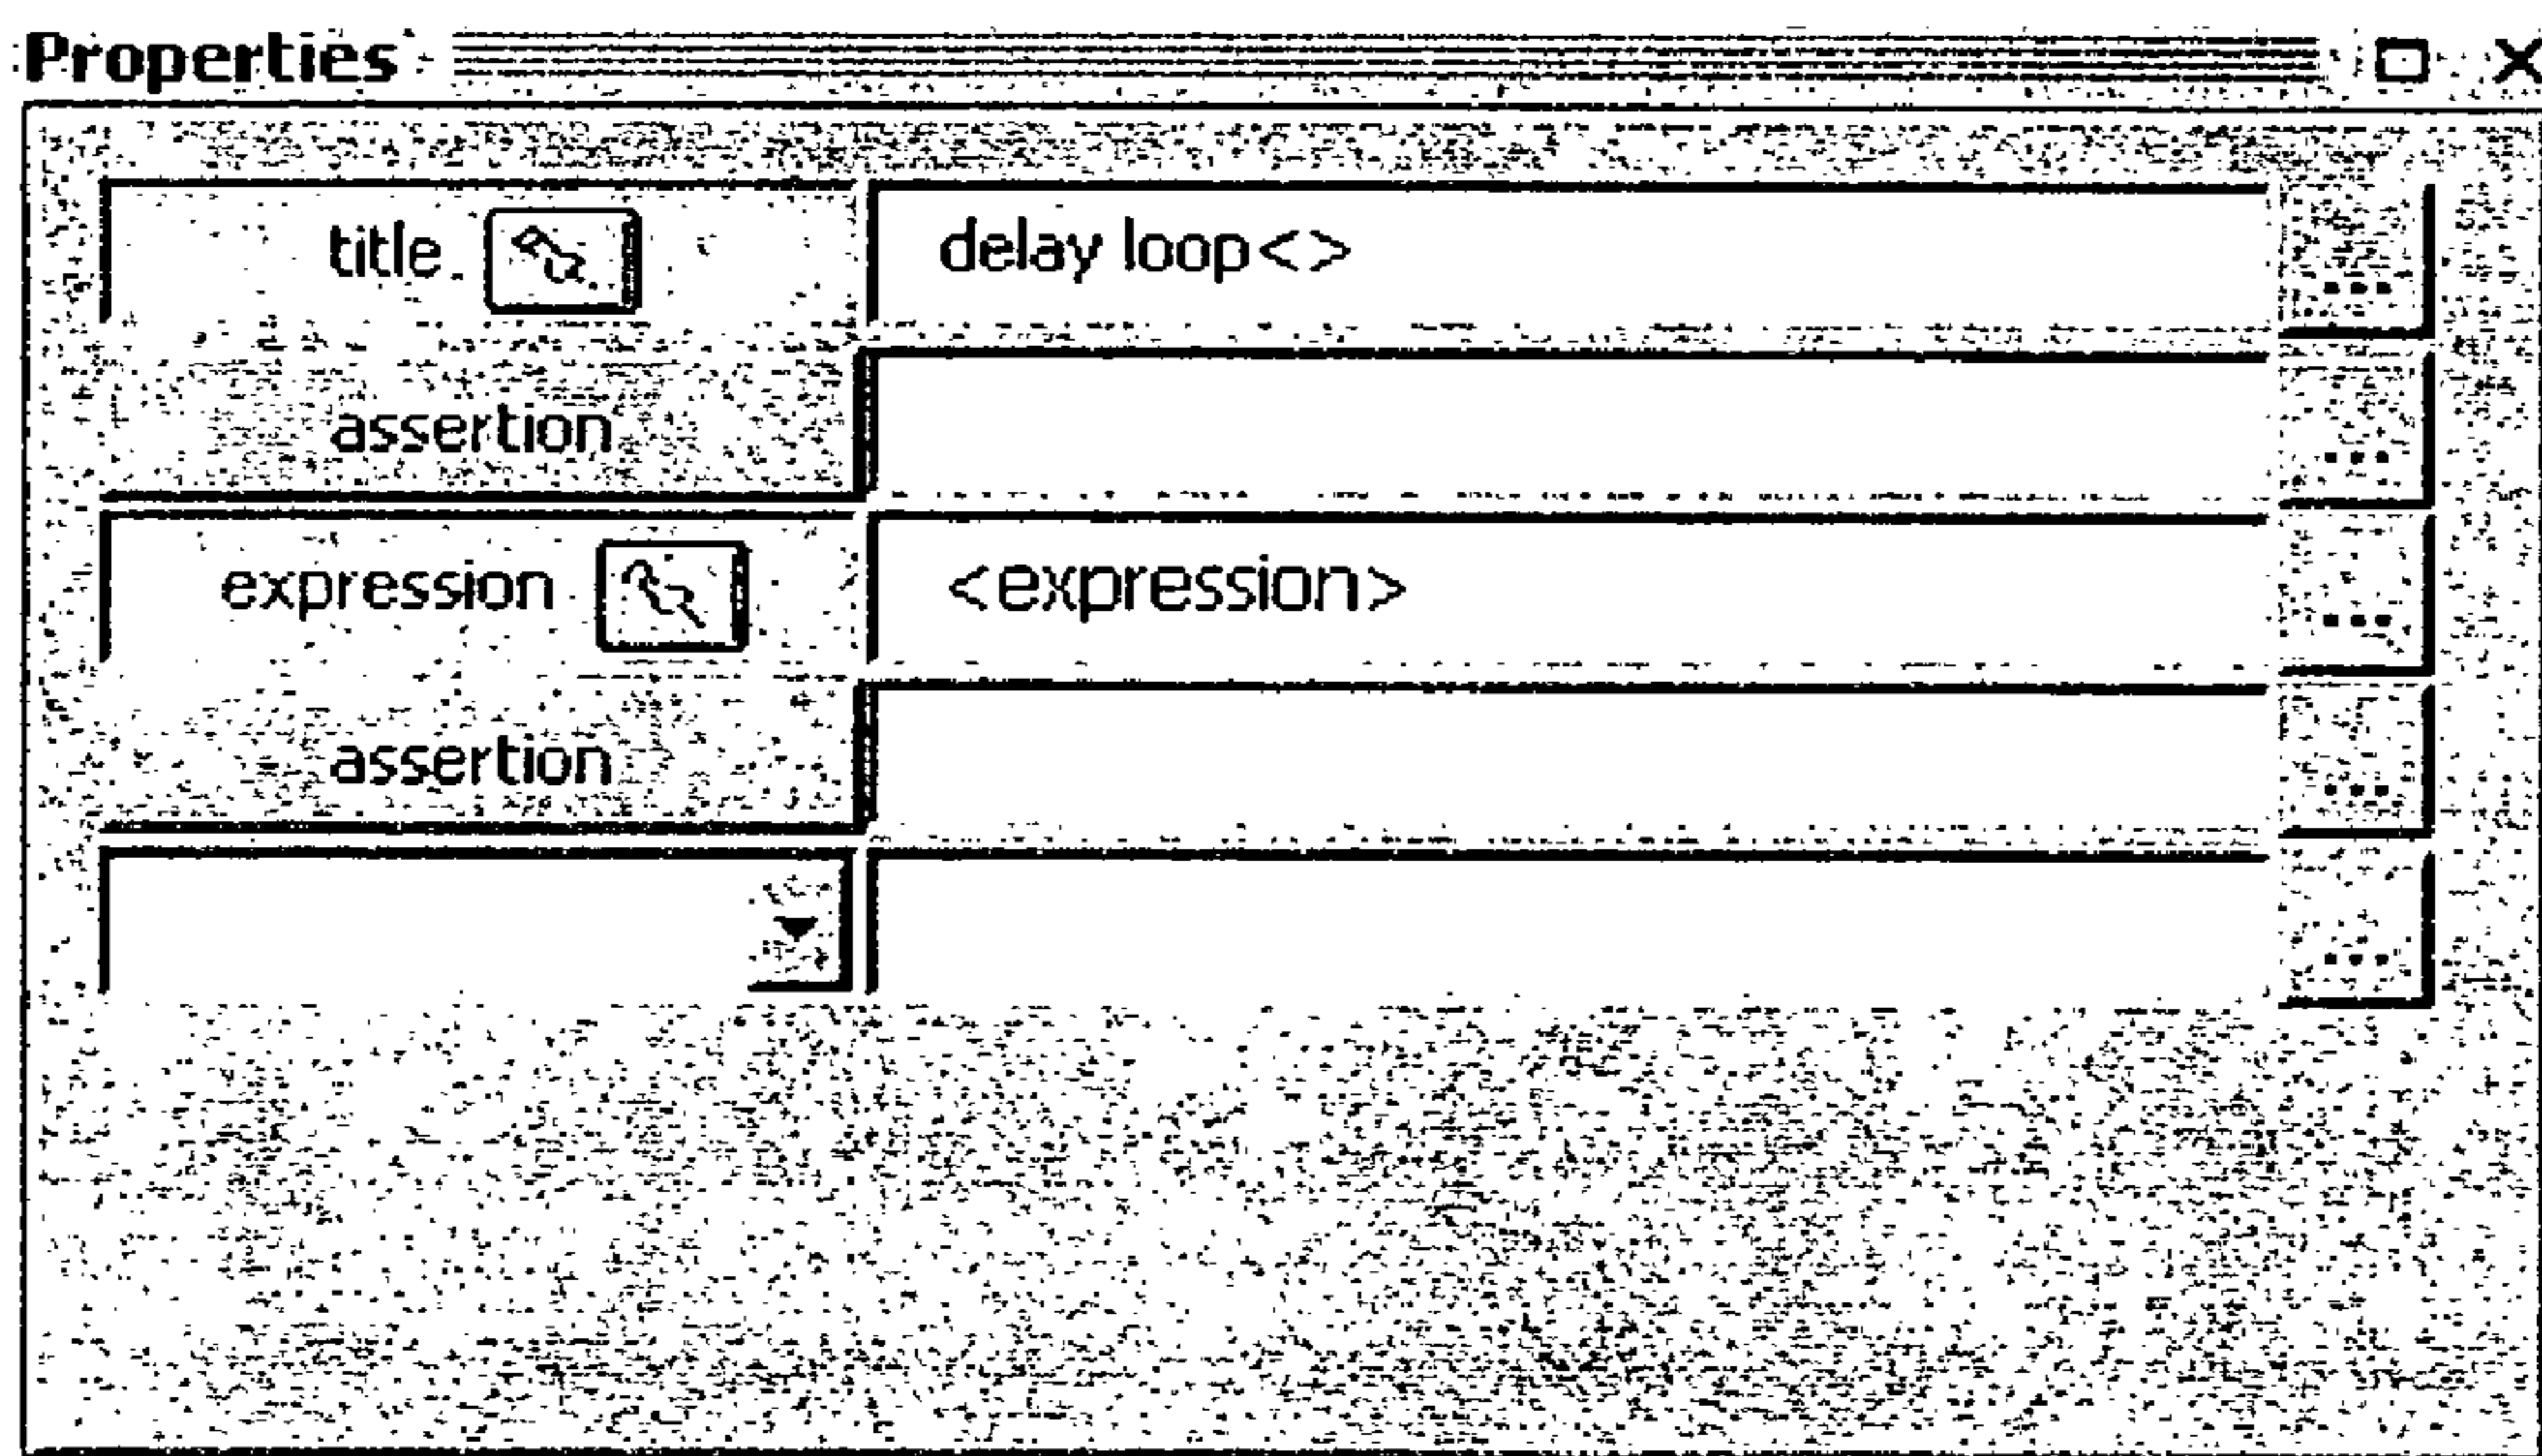 Properties
title delay loop<>
...
assertion
...
expression <expression>
...
assertion
...
...